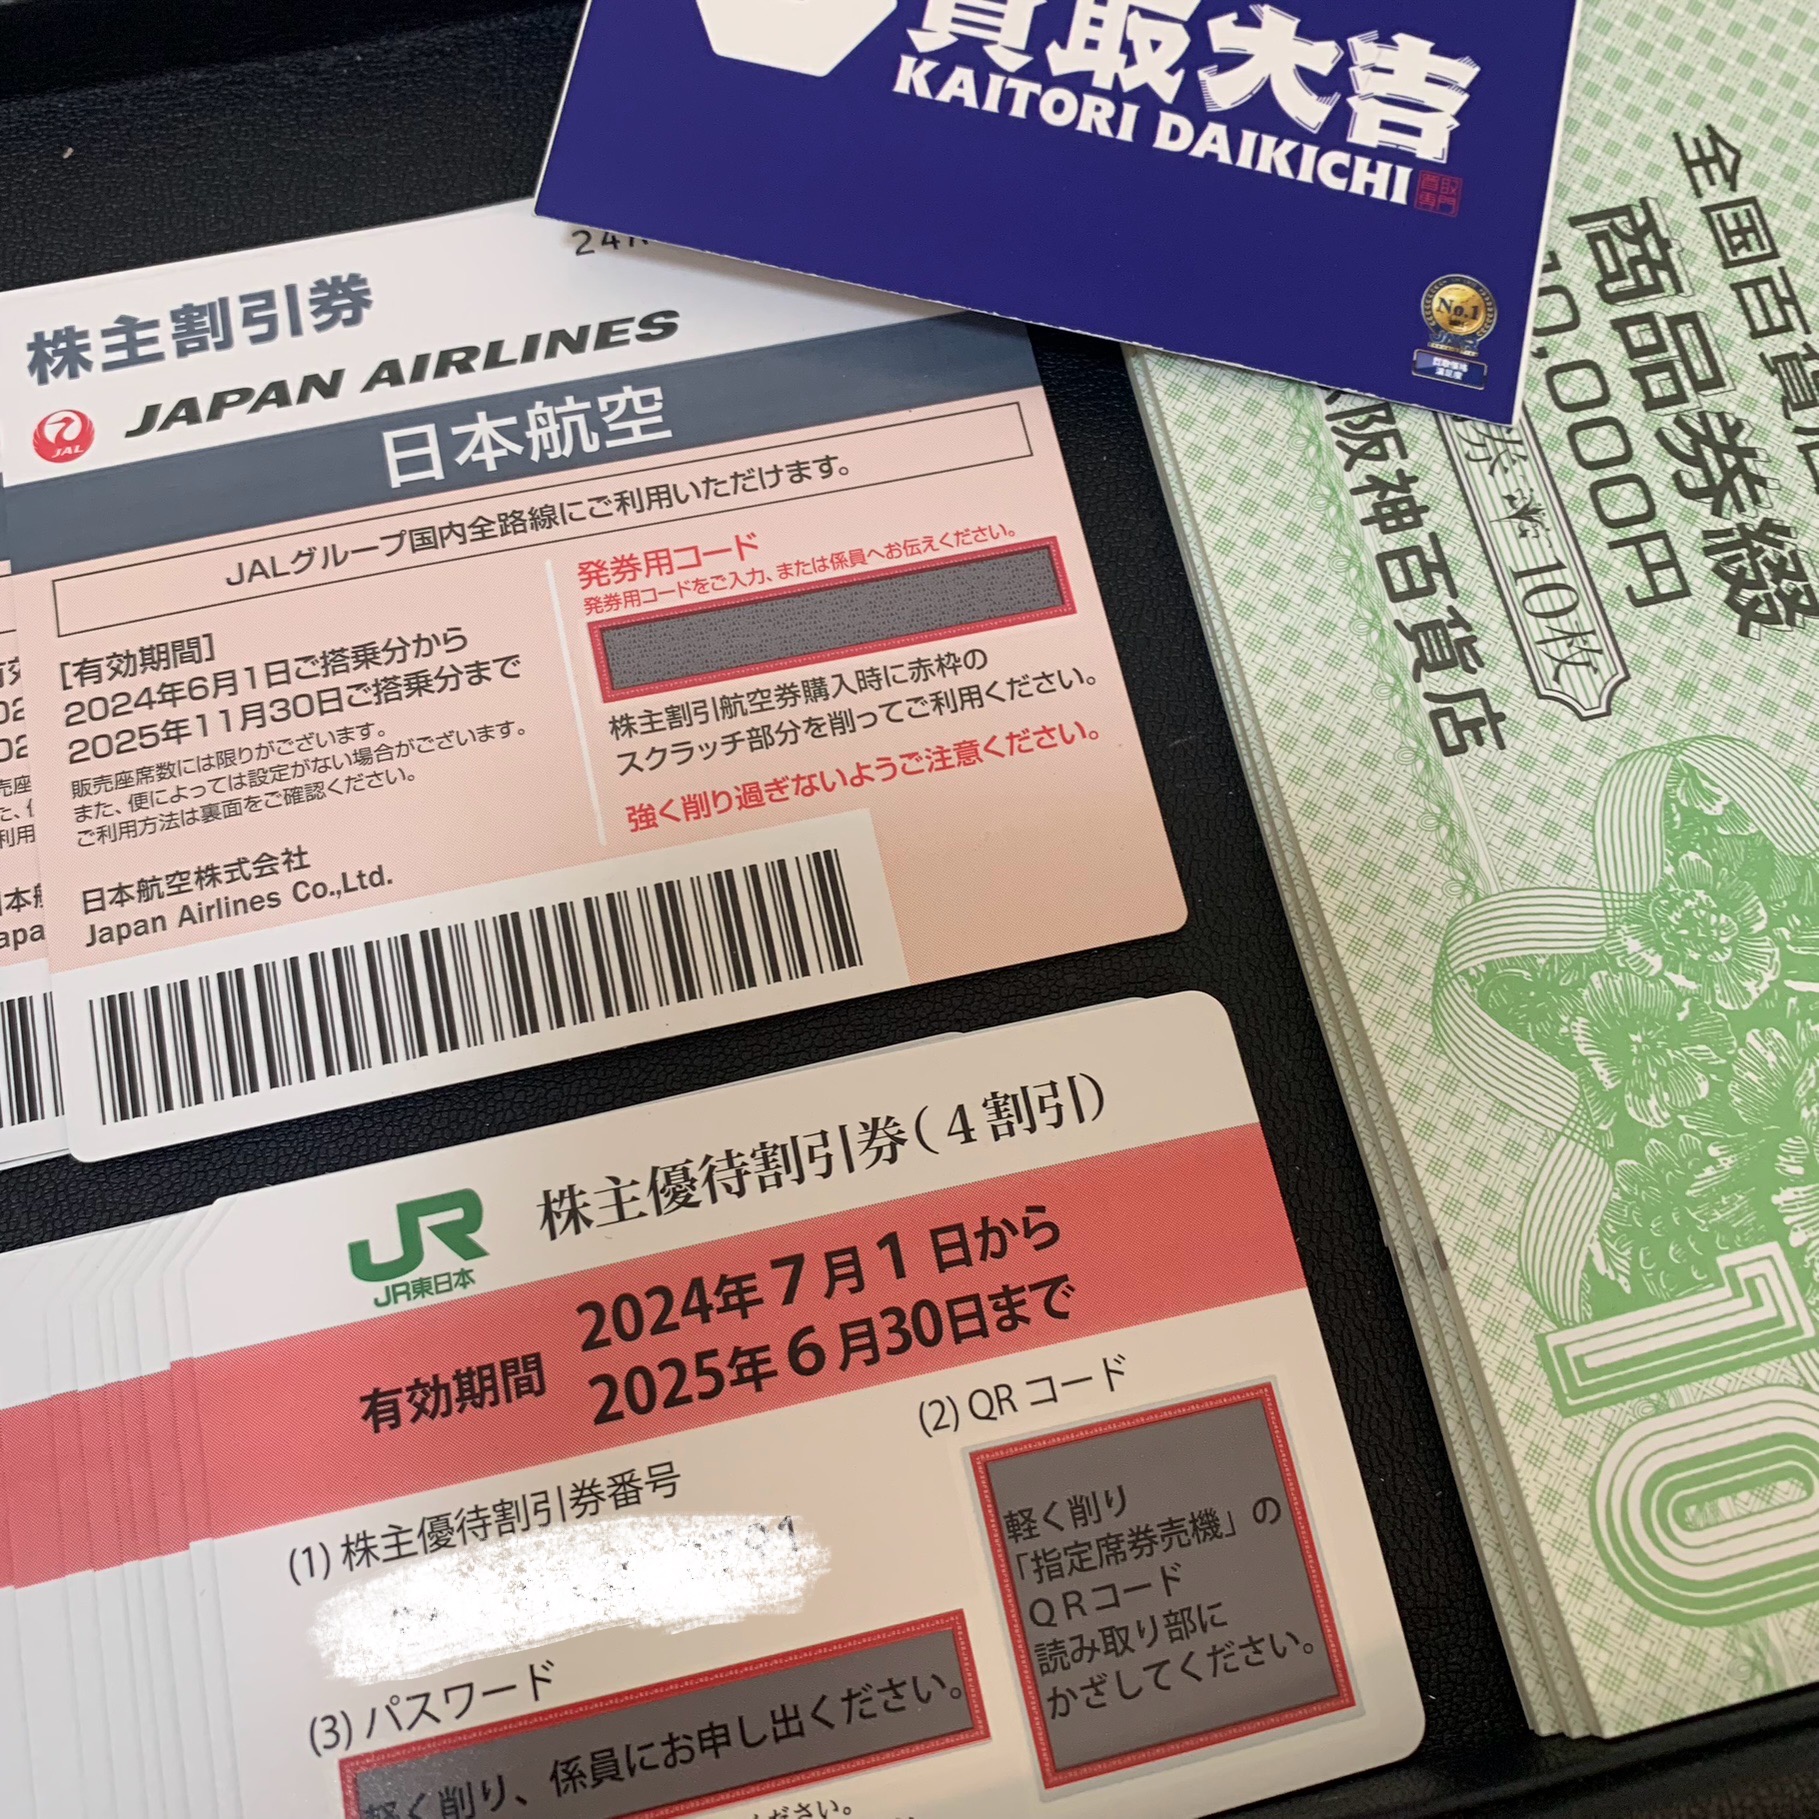 買取大吉
KAITORI DAIKICHI
No.1
株主割引券
JAL
JAPAN AIRLINES
日本航空
JALグループ国内全路線にご利用いただけます。
[有効期間]
2024年6月1日ご搭乗分から
2025年11月30日ご搭乗分まで
販売座席数には限りがございます。
また、便によっては設定がない場合がございます。
ご利用方法は裏面をご確認ください。
発券用コード
発券用コードをご入力、または係員へお伝えください。
株主割引航空券購入時に赤枠の
スクラッチ部分を削ってご利用ください。
強く削り過ぎないようご注意ください。
日本航空株式会社
Japan Airlines Co.,Ltd.
JR
JR東日本
株主優待割引券(4割引)
有効期間
2024年7月1日から
2025年6月30日まで
(1) 株主優待割引券番号
(2) QRコード
軽く削り
「指定席券売機」の
QRコード
読み取り部に
かざしてください。
(3) パスワード
軽く削り、係員にお申し出ください。
ください。
全国百貨店
商品券綴
10,000円
券 10枚
阪神百貨店
10